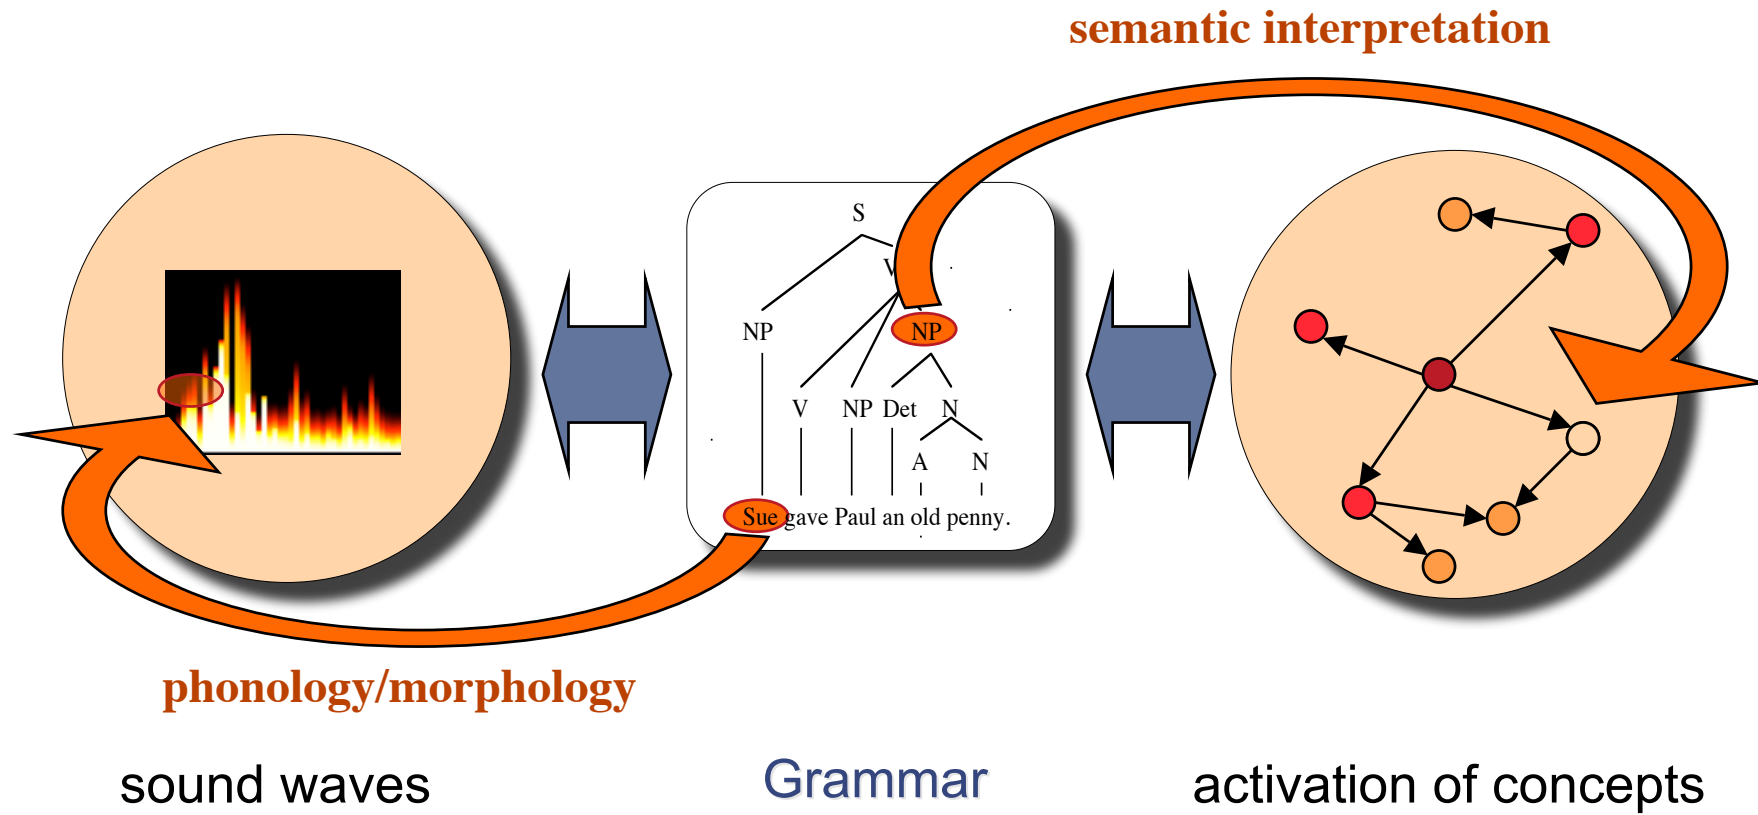 semantic interpretation
S
V
NP NP
V NP Det N
A N
Sue gave Paul an old penny.
phonology/morphology
sound waves Grammar activation of concepts